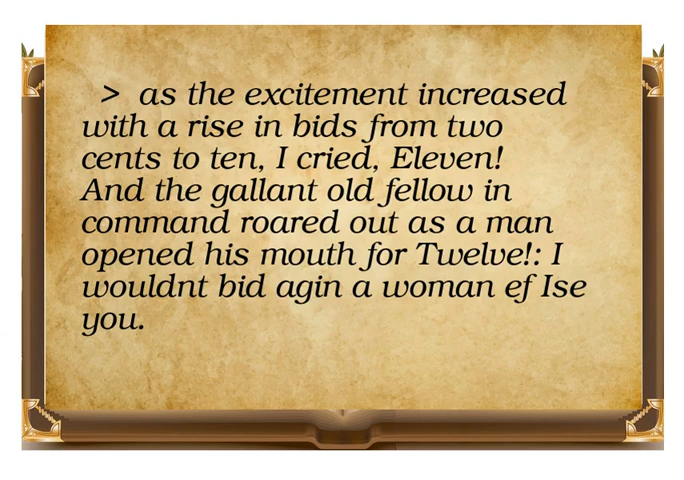 > as the excitement increased
with a rise in bids from two
cents to ten, I cried, Eleven!
And the gallant old fellow in
command roared out as a man
opened his mouth for Twelve!: I
wouldnt bid agin a woman ef Ise
you.